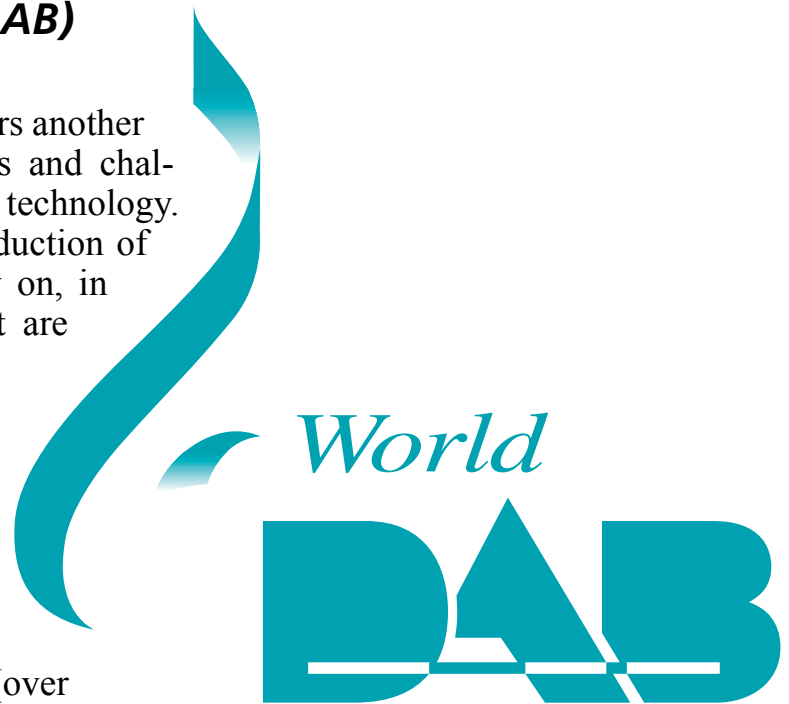 AB)
rs another
s and chal-
technology.
duction of
on, in
are
World
DAB
over